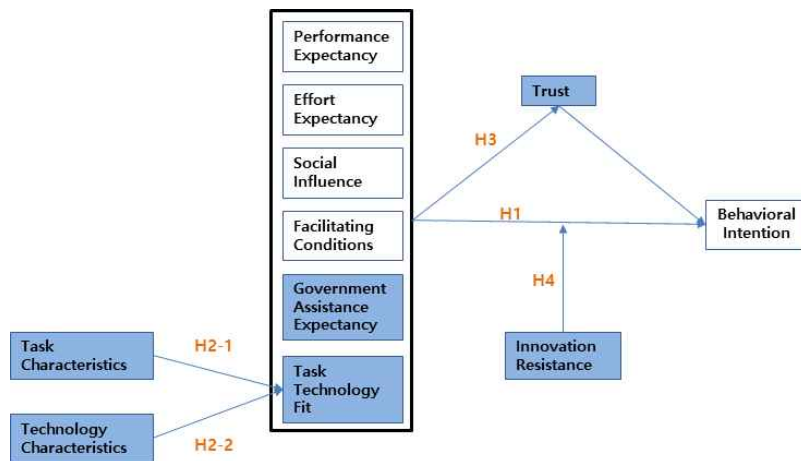 Performance
Expectancy
Effort
Expectancy
Social
Influence
Facilitating
Conditions
Government
Assistance
Expectancy
Task
Technology
Fit
Task
Characteristics
Technology
Characteristics
H2-1
H2-2
Trust
H3
H1
H4
Behavioral
Intention
Innovation
Resistance